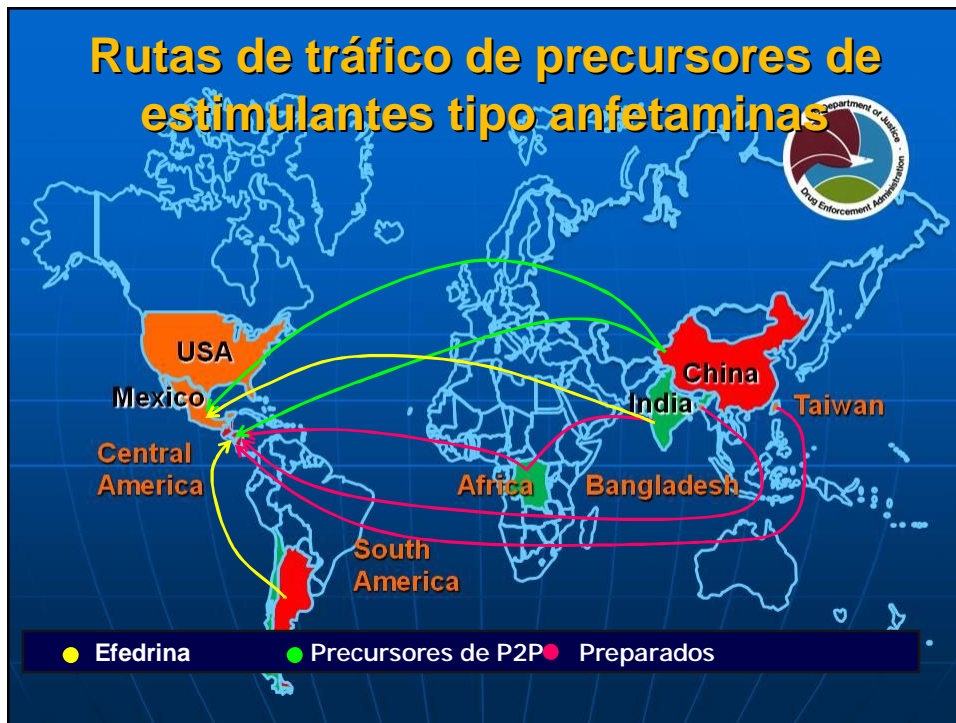 Rutas de tráfico de precursores de
estimulantes tipo anfetaminas
Department of Justice
Drug Enforcement Administration
USA
China
Mexico
India
Taiwan
Central
America
Africa
Bangladesh
South
America
Efedrina
Precursores de P2P
Preparados